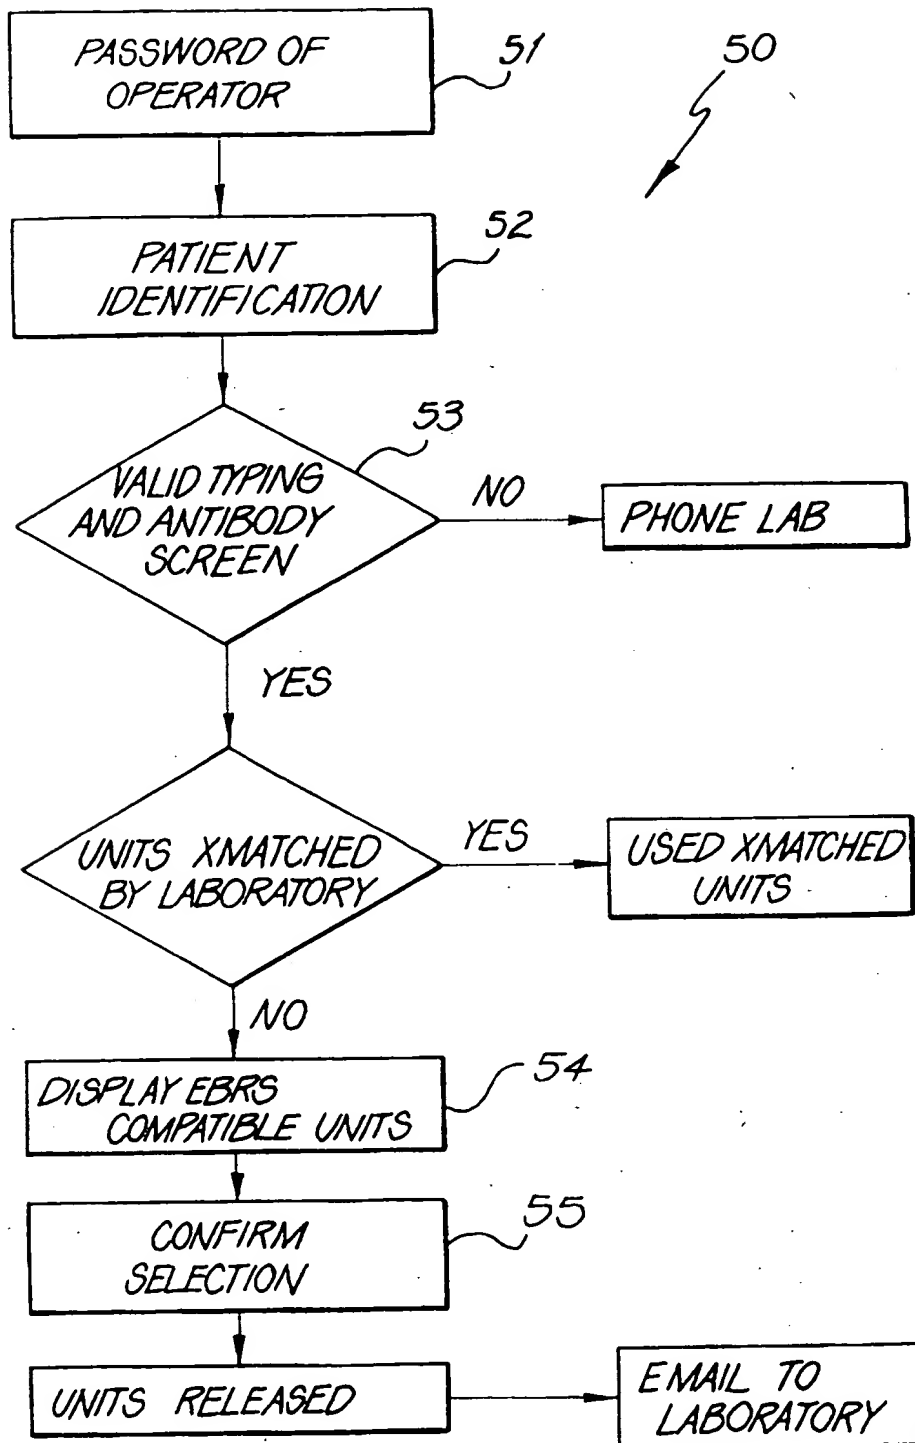 PASSWORD OF
OPERATOR
51
50
PATIENT
IDENTIFICATION
52
53
VALID TYPING
AND ANTIBODY
SCREEN
NO
PHONE LAB
YES
UNITS XMATCHED
BY LABORATORY
YES
USED XMATCHED
UNITS
NO
DISPLAY EBRS
COMPATIBLE UNITS
54
CONFIRM
SELECTION
55
UNITS RELEASED
EMAIL TO
LABORATORY